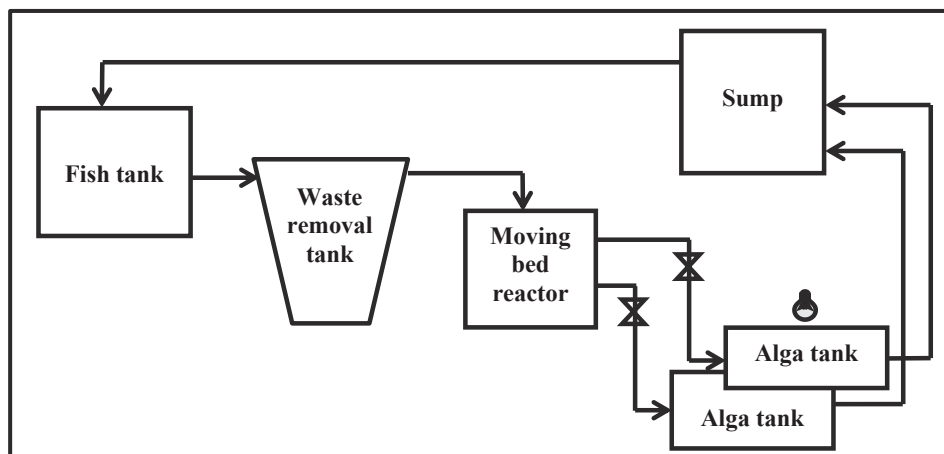 Sump
Fish tank
Waste
removal
tank
Moving
bed
reactor
Alga tank
Alga tank